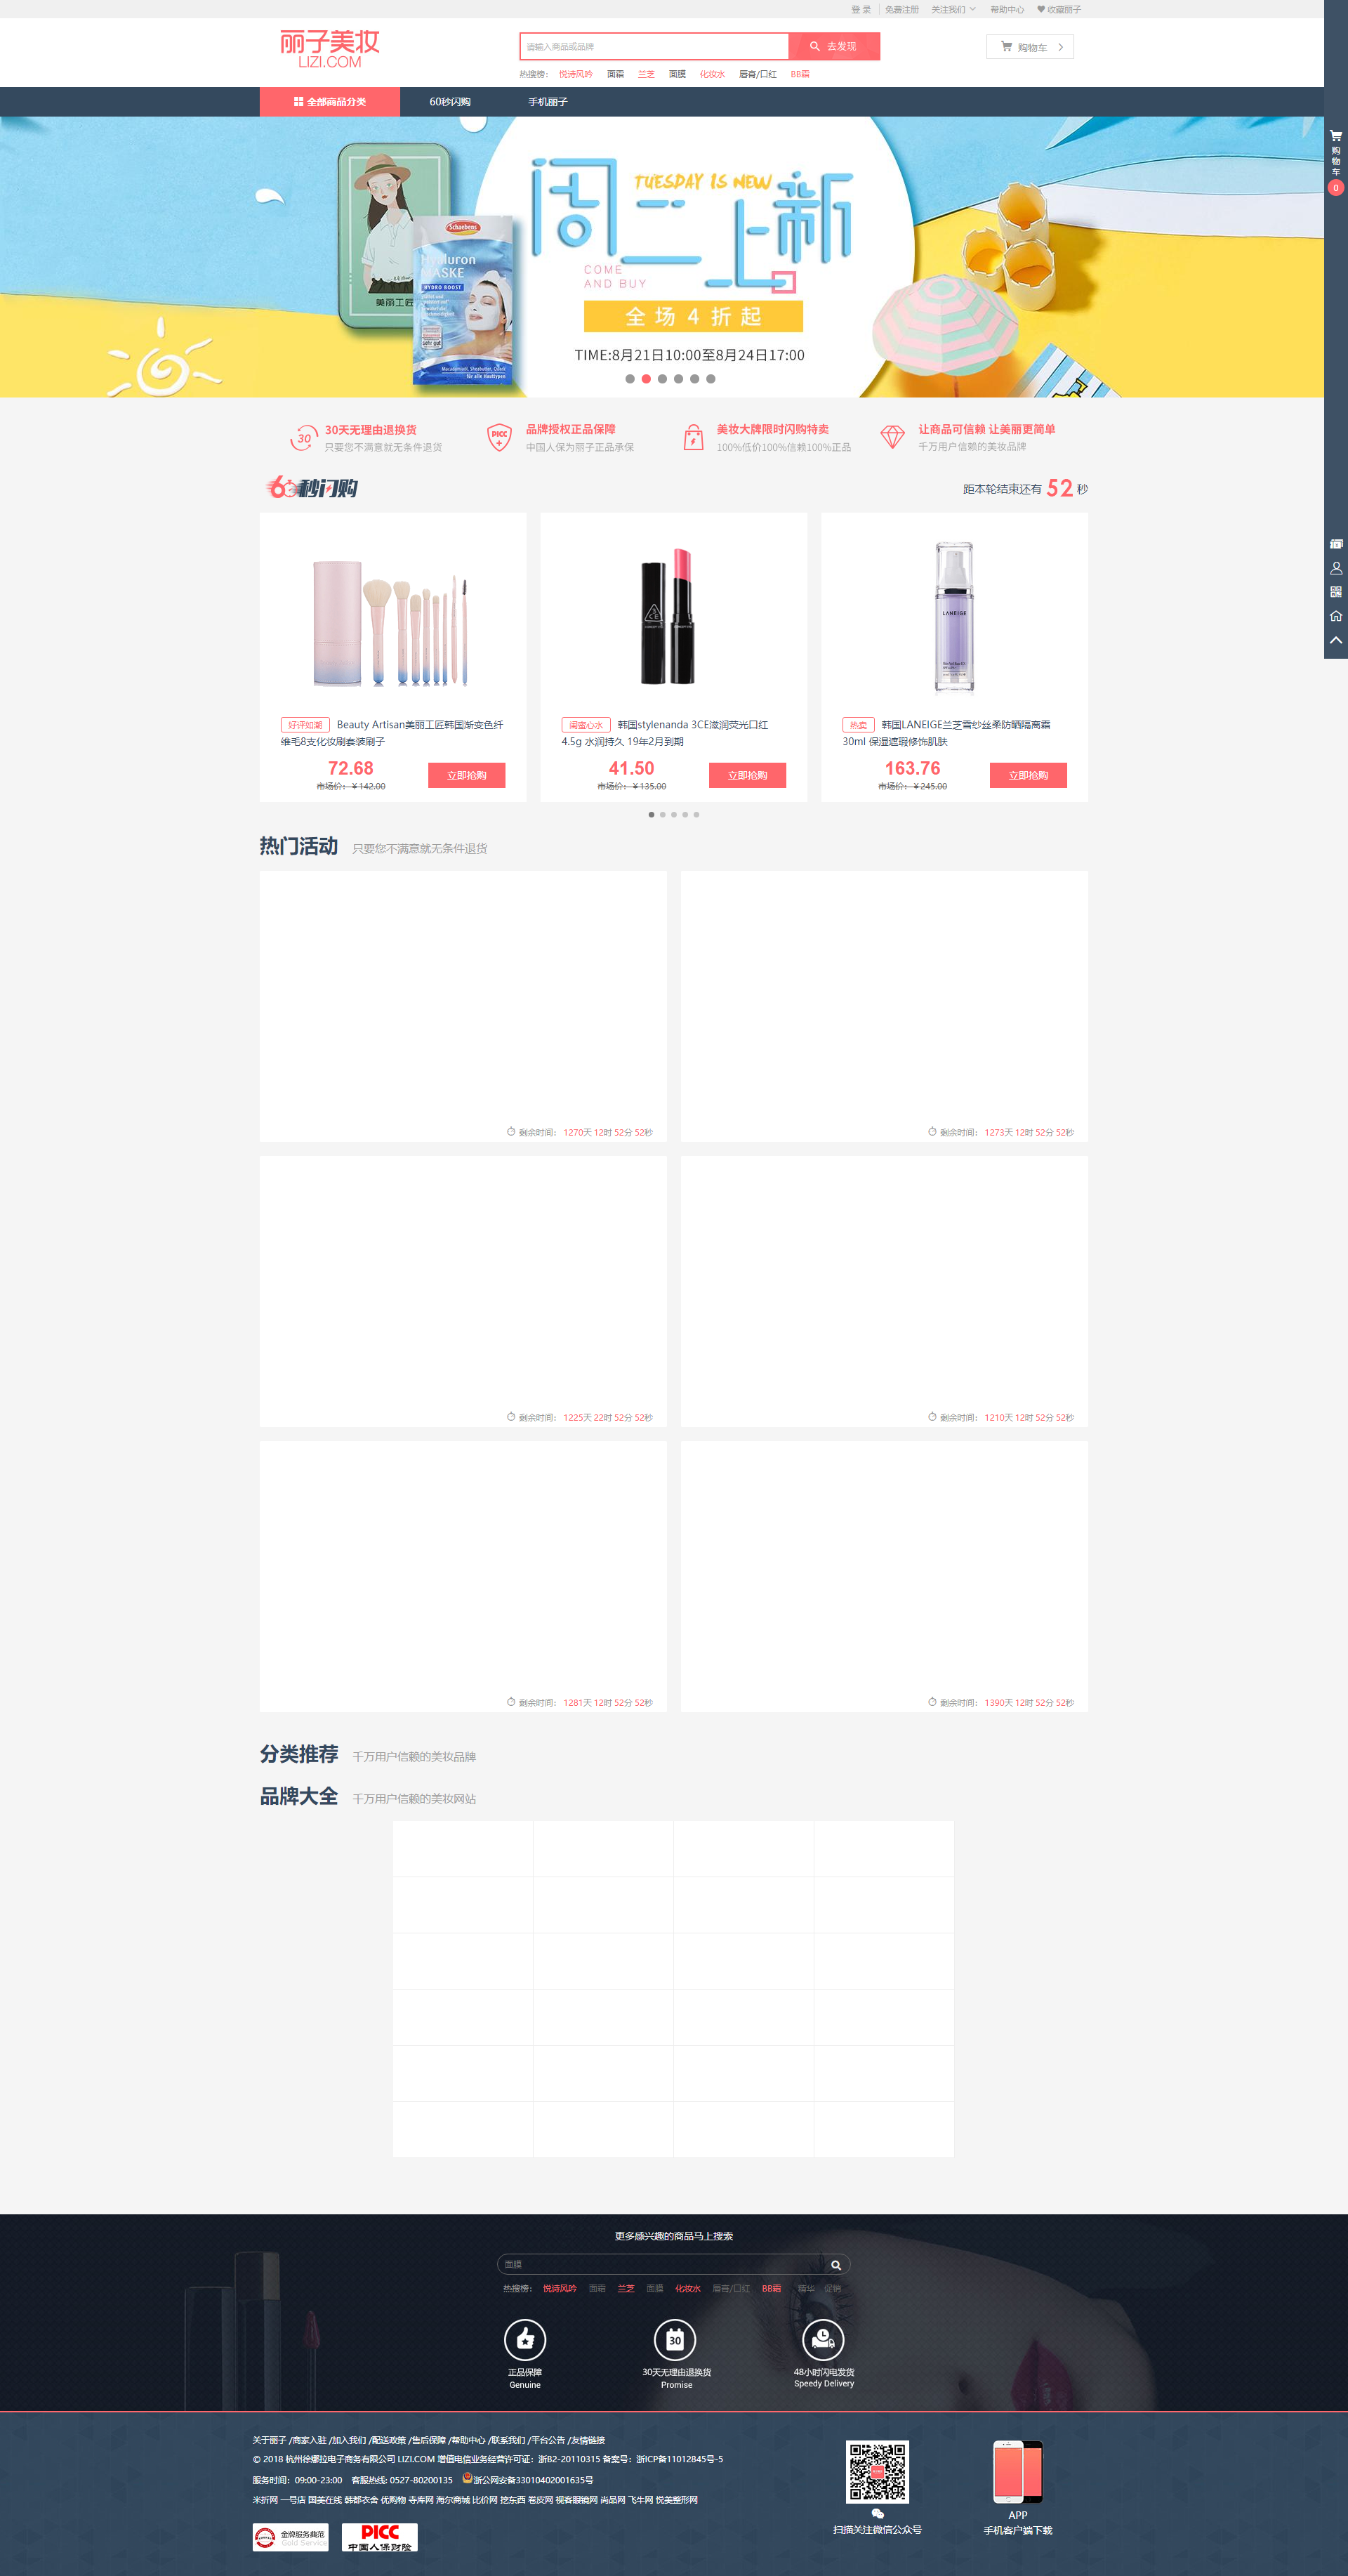 登 录 免费注册 关注我们 帮助中心 收藏丽子
丽子美妆
LIZI.COM
请输入商品或品牌
去发现
购物车
热搜榜： 悦诗风吟 面霜 兰芝 面膜 化妆水 唇膏/口红 BB霜
全部商品分类 60秒闪购 手机丽子
购物车
0
周二上新
TUESDAY IS NEW
COME
AND BUY
全场4折起
TIME:8月21日10:00至8月24日17:00
美丽工匠
Schaebens
Hyaluron
MASKE
HYDRO BOOST
30天无理由退换货
只要您不满意就无条件退货
品牌授权正品保障
中国人保为丽子正品承保
美妆大牌限时闪购特卖
100%低价100%信赖100%正品
让商品可信赖 让美丽更简单
千万用户信赖的美妆品牌
60秒闪购
距本轮结束还有 52 秒
LANEIGE
好评如潮 Beauty Artisan美丽工匠韩国渐变色纤
维毛8支化妆刷套装刷子
72.68
市场价：￥142.00
立即抢购
闺蜜心水 韩国stylenanda 3CE滋润荧光口红
4.5g 水润持久 19年2月到期
41.50
市场价：￥135.00
立即抢购
热卖 韩国LANEIGE兰芝雪纱丝柔防晒隔离霜
30ml 保湿遮瑕修饰肌肤
163.76
市场价：￥245.00
立即抢购
热门活动 只要您不满意就无条件退货
剩余时间： 1270天 12时 52分 52秒
剩余时间： 1273天 12时 52分 52秒
剩余时间： 1225天 22时 52分 52秒
剩余时间： 1210天 12时 52分 52秒
剩余时间： 1281天 12时 52分 52秒
剩余时间： 1390天 12时 52分 52秒
分类推荐 千万用户信赖的美妆品牌
品牌大全 千万用户信赖的美妆网站
更多感兴趣的商品马上搜索
面膜
热搜榜： 悦诗风吟 面霜 兰芝 面膜 化妆水 唇膏/口红 BB霜 精华 促销
30
正品保障
Genuine
30天无理由退换货
Promise
48小时闪电发货
Speedy Delivery
关于丽子 /商家入驻 /加入我们 /配送政策 /售后保障 /帮助中心 /联系我们 /平台公告 /友情链接
© 2018 杭州徐娜拉电子商务有限公司 LIZI.COM 增值电信业务经营许可证：浙B2-20110315 备案号：浙ICP备11012845号-5
服务时间：09:00-23:00 客服热线: 0527-80200135 浙公网安备33010402001635号
米折网 一号店 国美在线 韩都衣舍 优购物 寺库网 海尔商城 比价网 挖东西 卷皮网 视客眼镜网 尚品网 飞牛网 悦美整形网
金牌服务典范
Gold Service
PICC
中国人保财险
扫描关注微信公众号
APP
手机客户端下载